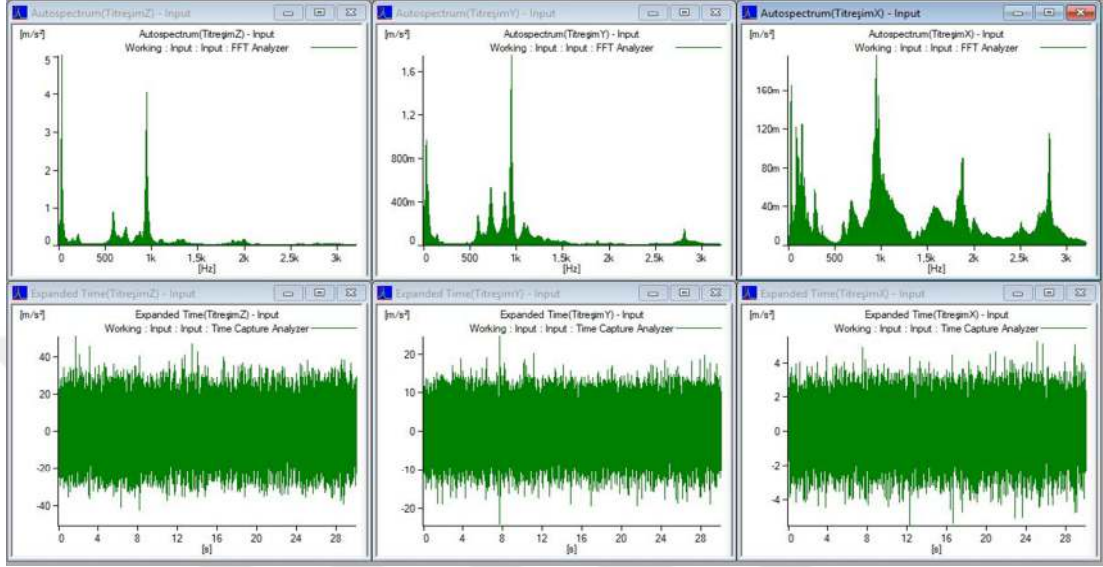 Autospectrum(TitreşimZ) - Input
[m/s²]
Autospectrum(TitreşimZ) - Input
Working : Input : Input : FFT Analyzer
5
4
3
2
1
0
0 500 1k 1,5k 2k 2,5k 3k
[Hz]
Autospectrum(TitreşimY) - Input
[m/s²]
Autospectrum(TitreşimY) - Input
Working : Input : Input : FFT Analyzer
1,6
1,2
800m
400m
0
0 500 1k 1,5k 2k 2,5k 3k
[Hz]
Autospectrum(TitreşimX) - Input
[m/s²]
Autospectrum(TitreşimX) - Input
Working : Input : Input : FFT Analyzer
160m
120m
80m
40m
0
0 500 1k 1,5k 2k 2,5k 3k
[Hz]
Expanded Time(TitreşimZ) - Input
[m/s²]
Expanded Time(TitreşimZ) - Input
Working : Input : Input : Time Capture Analyzer
40
20
0
-20
-40
0 4 8 12 16 20 24 28
[s]
Expanded Time(TitreşimY) - Input
[m/s²]
Expanded Time(TitreşimY) - Input
Working : Input : Input : Time Capture Analyzer
20
10
0
-10
-20
0 4 8 12 16 20 24 28
[s]
Expanded Time(TitreşimX) - Input
[m/s²]
Expanded Time(TitreşimX) - Input
Working : Input : Input : Time Capture Analyzer
4
2
0
-2
-4
0 4 8 12 16 20 24 28
[s]